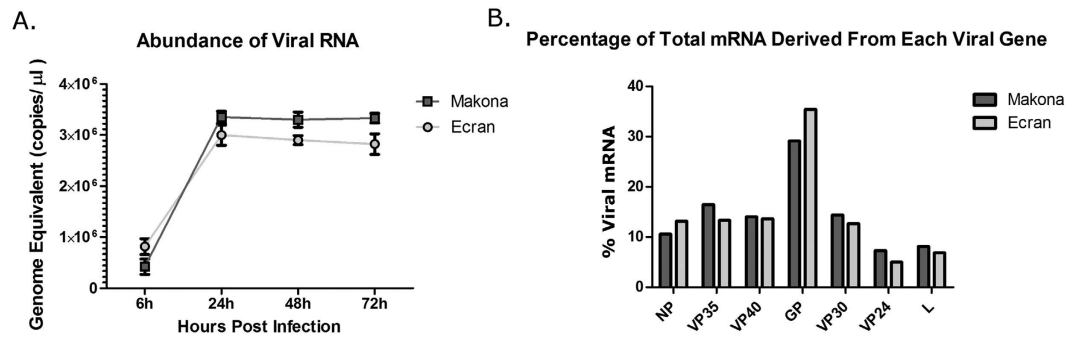 A.
Abundance of Viral RNA
Genome Equivalent (copies/ μl )
4×10⁶
3×10⁶
2×10⁶
1×10⁶
0
6h
24h
48h
72h
Hours Post Infection
Makona
Ecran
B.
Percentage of Total mRNA Derived From Each Viral Gene
% Viral mRNA
40
30
20
10
0
NP
VP35
VP40
GP
VP30
VP24
L
Makona
Ecran